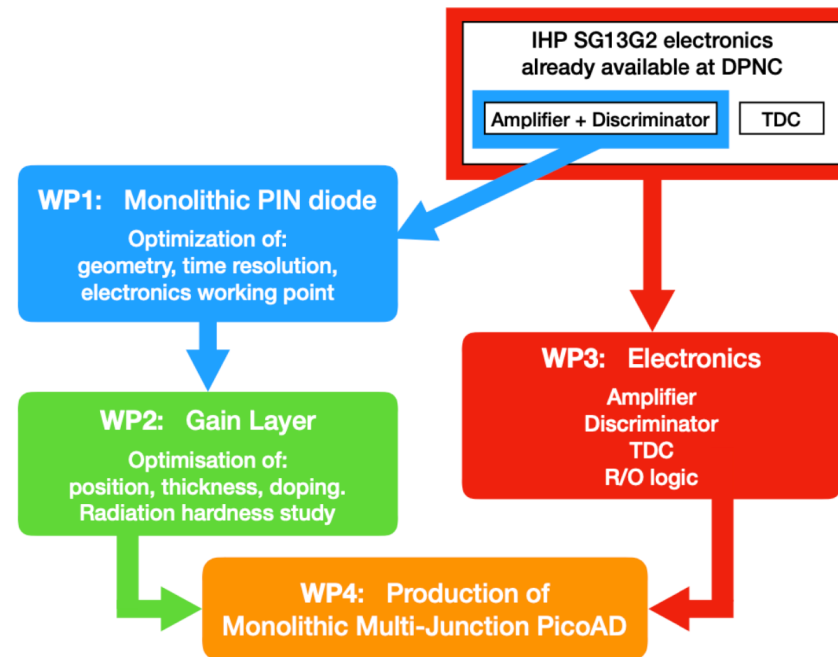 IHP SG13G2 electronics
already available at DPNC
Amplifier + Discriminator
TDC
WP1: Monolithic PIN diode
Optimization of:
geometry, time resolution,
electronics working point
WP3: Electronics
Amplifier
Discriminator
TDC
R/O logic
WP2: Gain Layer
Optimisation of:
position, thickness, doping.
Radiation hardness study
WP4: Production of
Monolithic Multi-Junction PicoAD